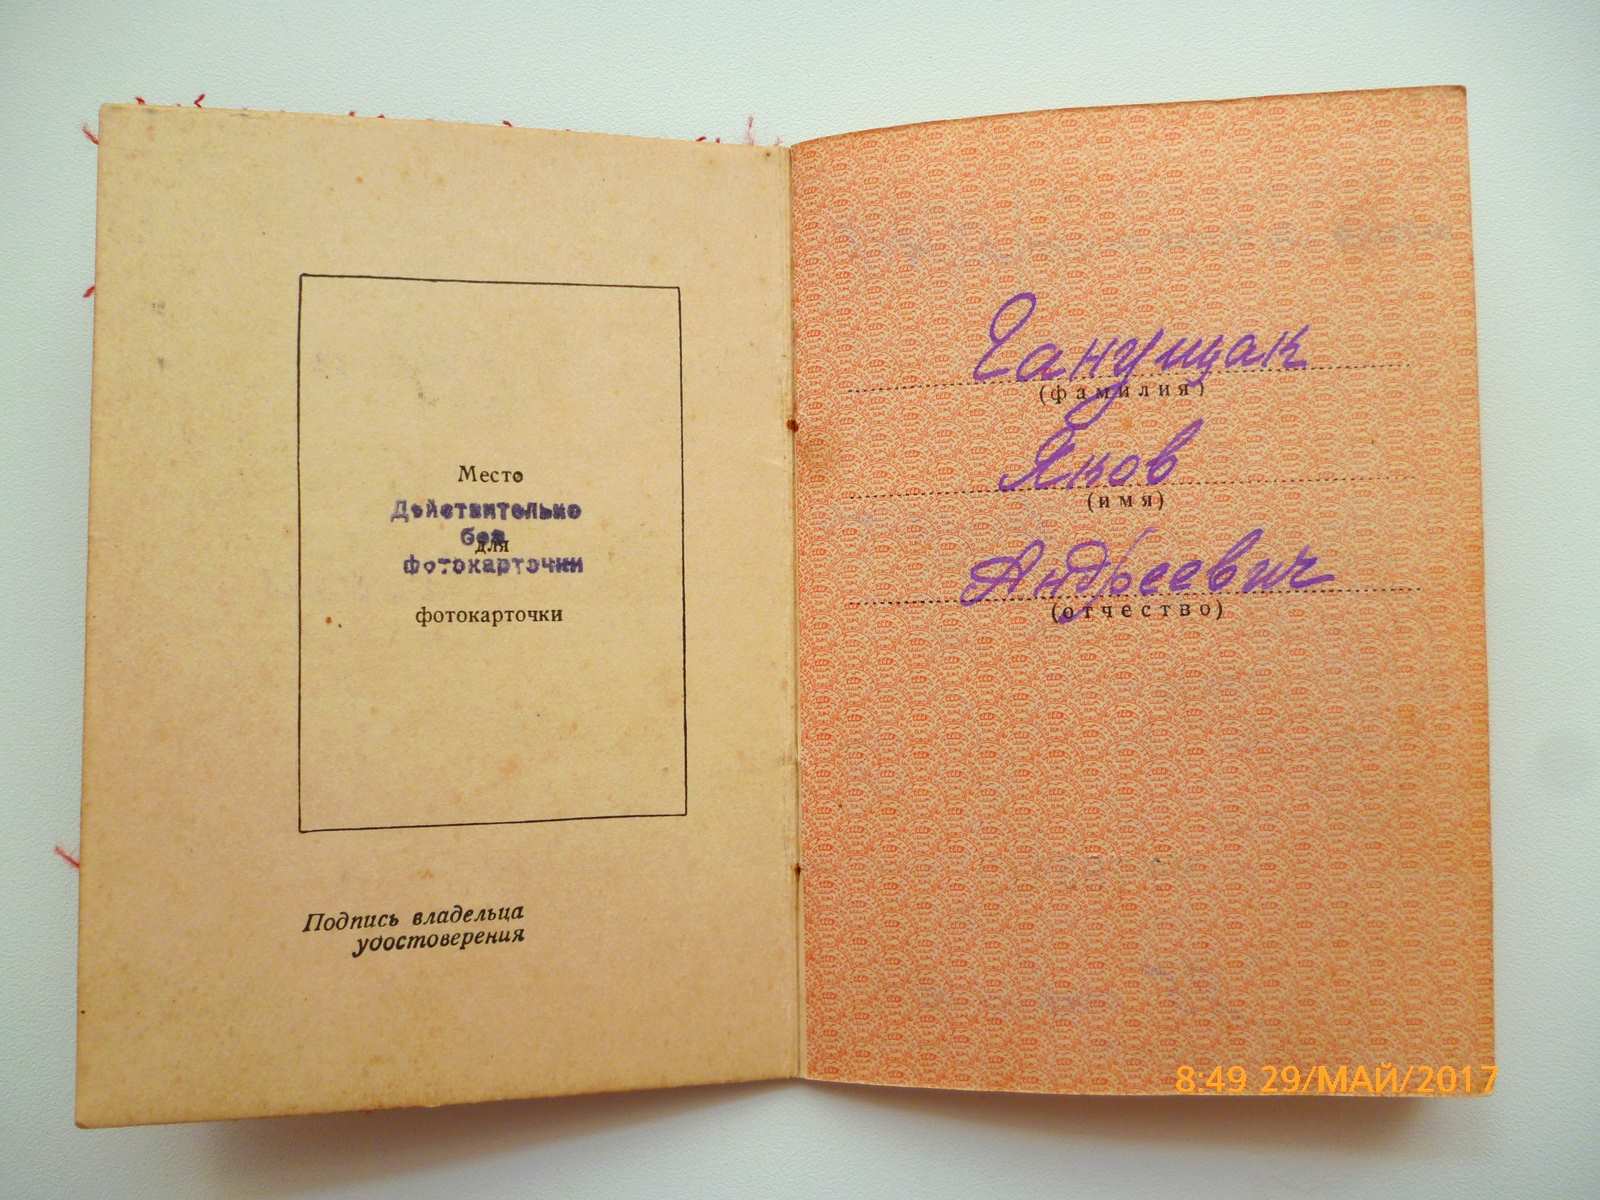 Место
Действительно
без
для
фотокарточки
фотокарточки
Подпись владельца
удостоверения
Ганущак
(фамилия)
Яков
(имя)
Андреевич
(отчество)
8:49 29/МАЙ/2017